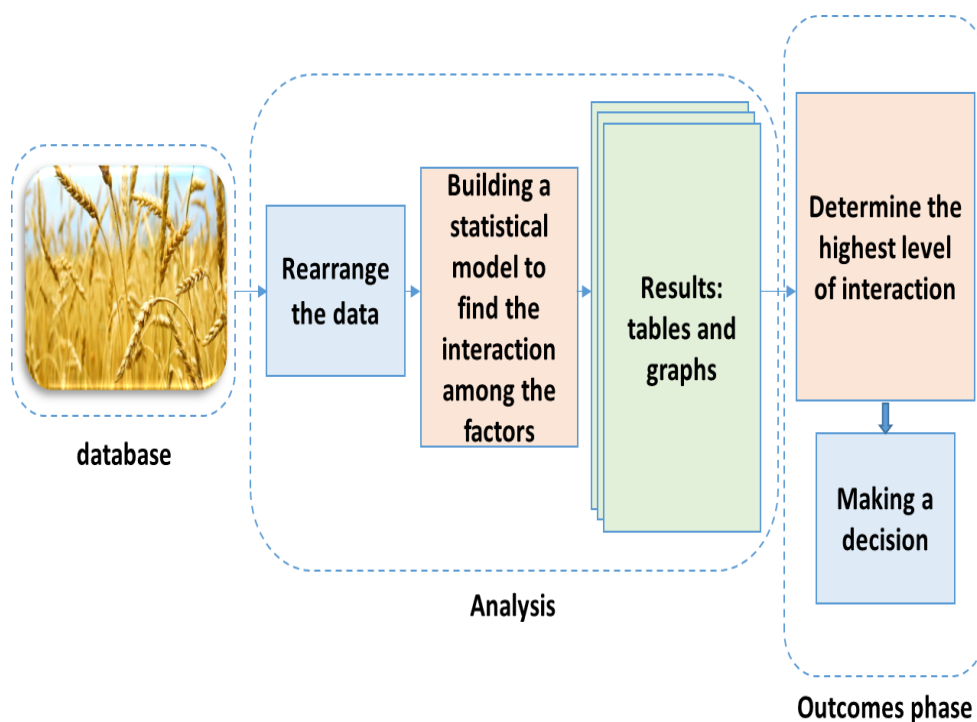 database
Rearrange
the data
Building a
statistical
model to
find the
interaction
among the
factors
Results:
tables and
graphs
Analysis
Determine the
highest level
of interaction
Making a
decision
Outcomes phase